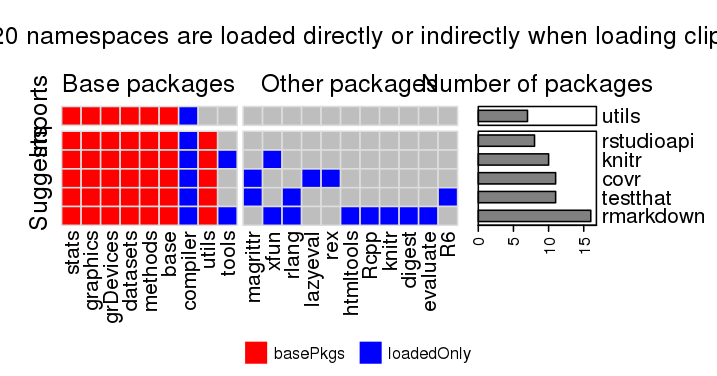 20 namespaces are loaded directly or indirectly when loading clip
Base packages
Other packages
Number of packages
Imports
Suggests
utils
rstudioapi
knitr
covr
testthat
rmarkdown
0
5
10
15
stats
graphics
grDevices
datasets
methods
base
compiler
utils
tools
magrittr
xfun
rlang
lazyeval
rex
htmltools
Rcpp
knitr
digest
evaluate
R6
basePkgs
loadedOnly